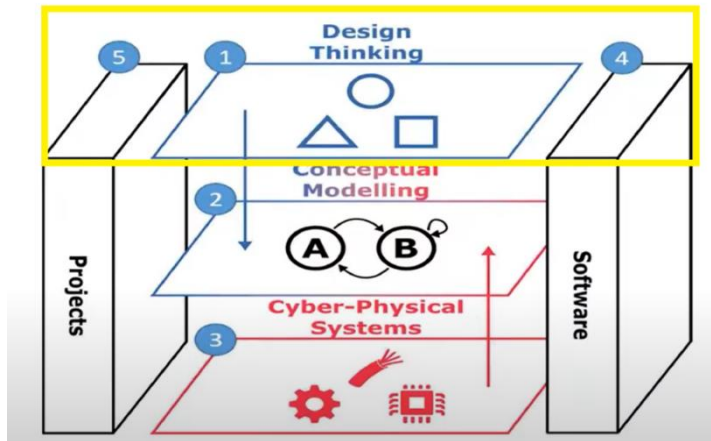 Design
Thinking
5
1
4
Conceptual
Modelling
2
A
B
Projects
Software
Cyber-Physical
Systems
3